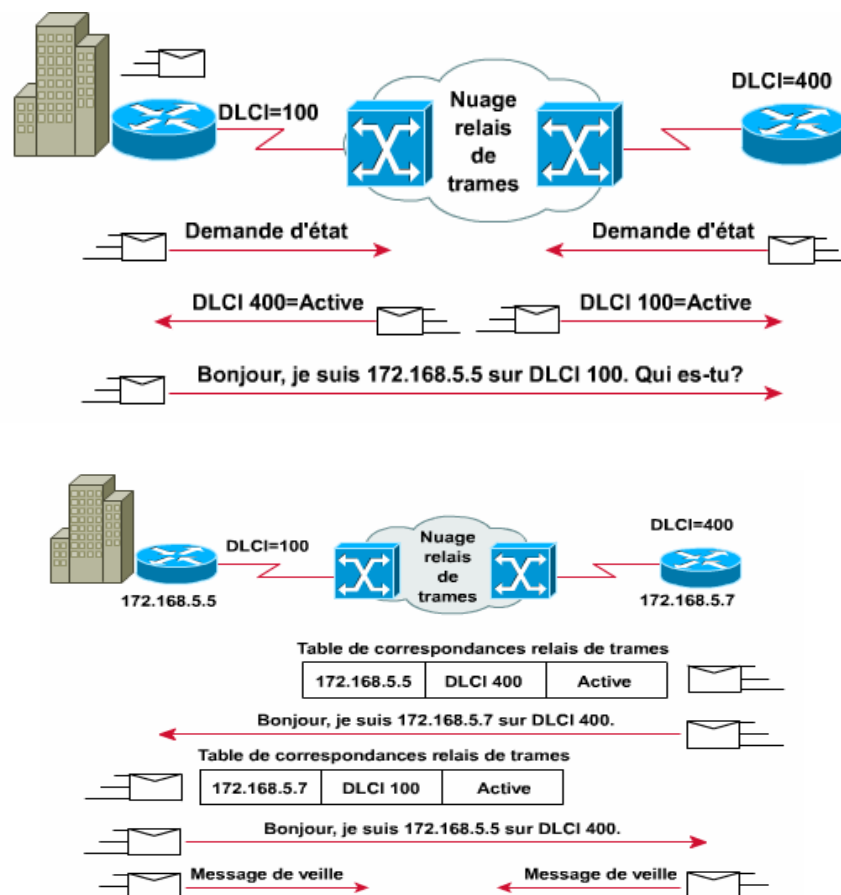 DLCI=100
Nuage
relais
de
trames
DLCI=400
Demande d'état
Demande d'état
DLCI 400=Active
DLCI 100=Active
Bonjour, je suis 172.168.5.5 sur DLCI 100. Qui es-tu?
DLCI=100
Nuage
relais
de
trames
DLCI=400
172.168.5.5
172.168.5.7
Table de correspondances relais de trames
172.168.5.5 DLCI 400 Active
Bonjour, je suis 172.168.5.7 sur DLCI 400.
Table de correspondances relais de trames
172.168.5.7 DLCI 100 Active
Bonjour, je suis 172.168.5.5 sur DLCI 400.
Message de veille
Message de veille